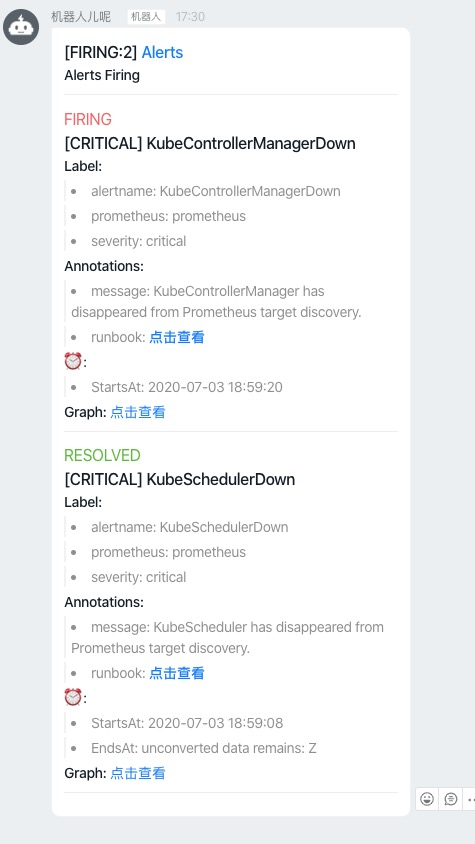 机器人儿呢 机器人 17:30
[FIRING:2] Alerts
Alerts Firing
FIRING
[CRITICAL] KubeControllerManagerDown
Label:
• alertname: KubeControllerManagerDown
• prometheus: prometheus
• severity: critical
Annotations:
• message: KubeControllerManager has
disappeared from Prometheus target discovery.
• runbook: 点击查看
⏰:
• StartsAt: 2020-07-03 18:59:20
Graph: 点击查看
RESOLVED
[CRITICAL] KubeSchedulerDown
Label:
• alertname: KubeSchedulerDown
• prometheus: prometheus
• severity: critical
Annotations:
• message: KubeScheduler has disappeared from
Prometheus target discovery.
• runbook: 点击查看
⏰:
• StartsAt: 2020-07-03 18:59:08
• EndsAt: unconverted data remains: Z
Graph: 点击查看